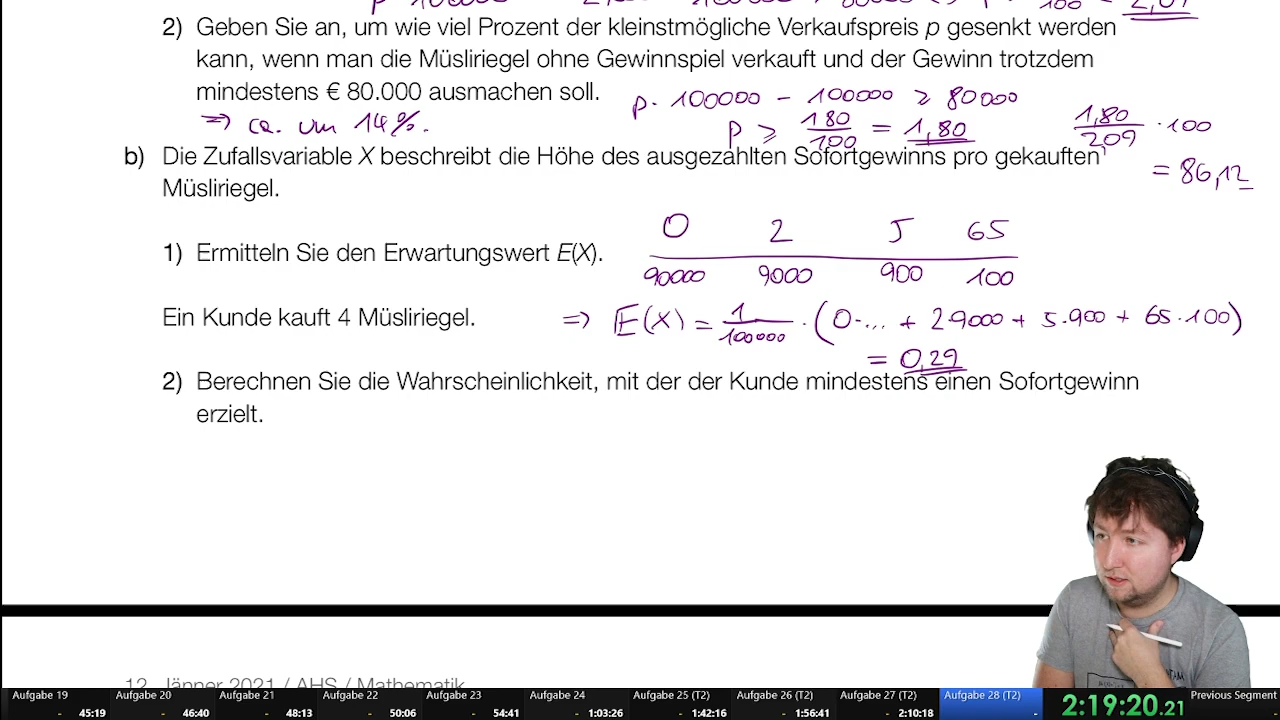 2) Geben Sie an, um wie viel Prozent der kleinstmögliche Verkaufspreis p gesenkt werden
kann, wenn man die Müsliriegel ohne Gewinnspiel verkauft und der Gewinn trotzdem
mindestens € 80.000 ausmachen soll.
p · 100000 - 100000 ≥ 80000
⇒ ca. um 14%.
p ≥ 180/100 = 1,80
1,80/209 · 100
= 86,12
b) Die Zufallsvariable X beschreibt die Höhe des ausgezahlten Sofortgewinns pro gekauften
Müsliriegel.
0 2 5 65
1) Ermitteln Sie den Erwartungswert E(X).
90000 9000 900 100
Ein Kunde kauft 4 Müsliriegel.
⇒ E(X) = 1/100000 · (0·... + 2·9000 + 5·900 + 65·100)
= 0,29
2) Berechnen Sie die Wahrscheinlichkeit, mit der der Kunde mindestens einen Sofortgewinn
erzielt.
12 Jänner 2021 / AHS / Mathematik
Aufgabe 19 Aufgabe 20 Aufgabe 21 Aufgabe 22 Aufgabe 23 Aufgabe 24 Aufgabe 25 (T2) Aufgabe 26 (T2) Aufgabe 27 (T2) Aufgabe 28 (T2) 2:19:20.21 Previous Segment
- 45:19 - 46:40 - 48:13 - 50:06 - 54:41 - 1:03:26 - 1:42:16 - 1:56:41 - 2:10:18 - -